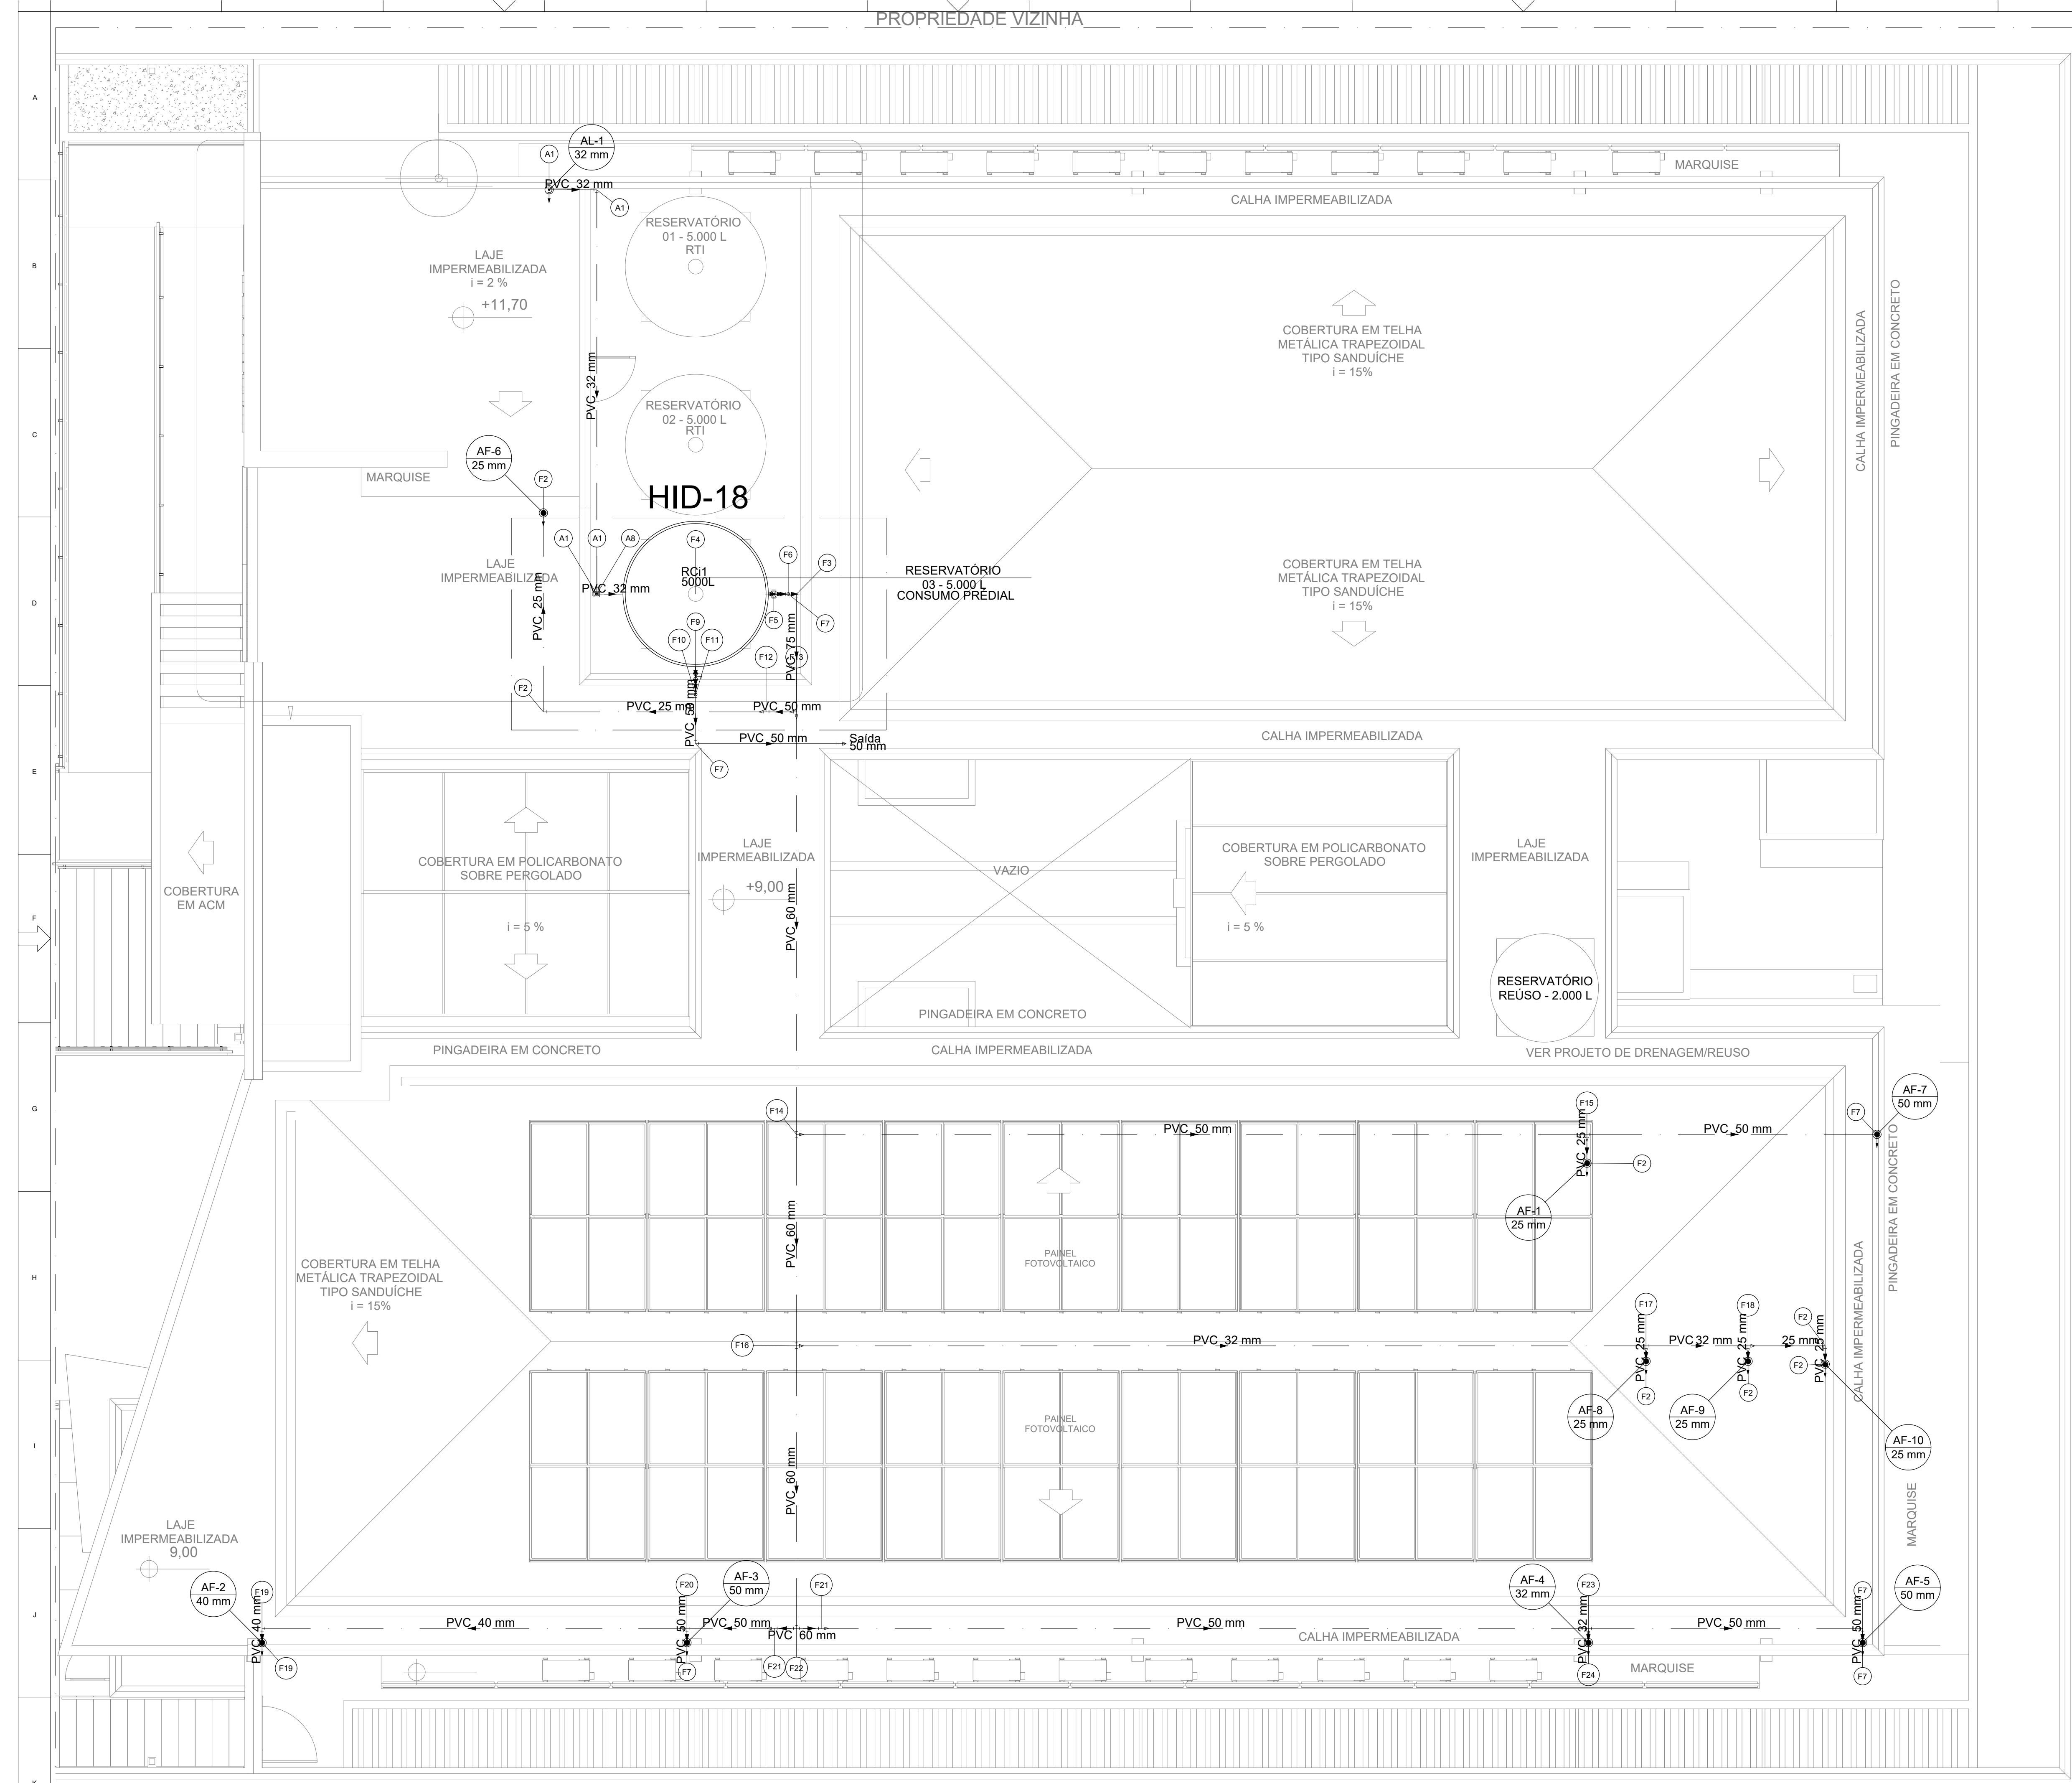 PROPRIEDADE VIZINHA
A
AL-1
32 mm
A1
PVC 32 mm
A1
MARQUISE
CALHA IMPERMEABILIZADA
RESERVATÓRIO
01 - 5.000 L
RTI
B
LAJE
IMPERMEABILIZADA
i = 2 %
+11,70
COBERTURA EM TELHA
METÁLICA TRAPEZOIDAL
TIPO SANDUÍCHE
i = 15%
CALHA IMPERMEABILIZADA
PINGADEIRA EM CONCRETO
PVC 32 mm
RESERVATÓRIO
02 - 5.000 L
RTI
C
AF-6
25 mm
MARQUISE
F2
HID-18
A1
A1
A8
F4
F6
F3
LAJE
IMPERMEABILIZADA
RCi1
5000L
RESERVATÓRIO
03 - 5.000 L
CONSUMO PREDIAL
COBERTURA EM TELHA
METÁLICA TRAPEZOIDAL
TIPO SANDUÍCHE
i = 15%
D
PVC 32 mm
PVC 25 mm
F9
F5
F7
F10
F11
PVC 75 mm
F12
F13
F2
PVC 25 mm
PVC 50 mm
PVC 50 mm
PVC 50 mm
Saída
50 mm
CALHA IMPERMEABILIZADA
F7
E
LAJE
IMPERMEABILIZADA
COBERTURA EM POLICARBONATO
SOBRE PERGOLADO
VAZIO
COBERTURA EM POLICARBONATO
SOBRE PERGOLADO
LAJE
IMPERMEABILIZADA
COBERTURA
EM ACM
+9,00
F
PVC 60 mm
i = 5 %
i = 5 %
RESERVATÓRIO
REÚSO - 2.000 L
PINGADEIRA EM CONCRETO
PINGADEIRA EM CONCRETO
CALHA IMPERMEABILIZADA
VER PROJETO DE DRENAGEM/REUSO
G
AF-7
50 mm
F14
F15
F7
PVC 50 mm
PVC 50 mm
PVC 25 mm
F2
PINGADEIRA EM CONCRETO
AF-1
25 mm
PVC 60 mm
PAINEL
FOTOVOLTAICO
COBERTURA EM TELHA
METÁLICA TRAPEZOIDAL
TIPO SANDUÍCHE
i = 15%
H
CALHA IMPERMEABILIZADA
F17
F18
F2
F16
PVC 32 mm
PVC 32 mm
25 mm
PVC 25 mm
PVC 25 mm
PVC 25 mm
F2
F2
F2
AF-8
25 mm
AF-9
25 mm
AF-10
25 mm
PAINEL
FOTOVOLTAICO
I
PVC 60 mm
MARQUISE
LAJE
IMPERMEABILIZADA
9,00
AF-2
40 mm
F19
F20
AF-3
50 mm
F21
AF-4
32 mm
F23
F7
AF-5
50 mm
J
PVC 40 mm
PVC 40 mm
PVC 50 mm
PVC 50 mm
PVC 60 mm
PVC 50 mm
PVC 32 mm
PVC 50 mm
PVC 50 mm
CALHA IMPERMEABILIZADA
F19
F7
F21
F22
F24
MARQUISE
F7
K